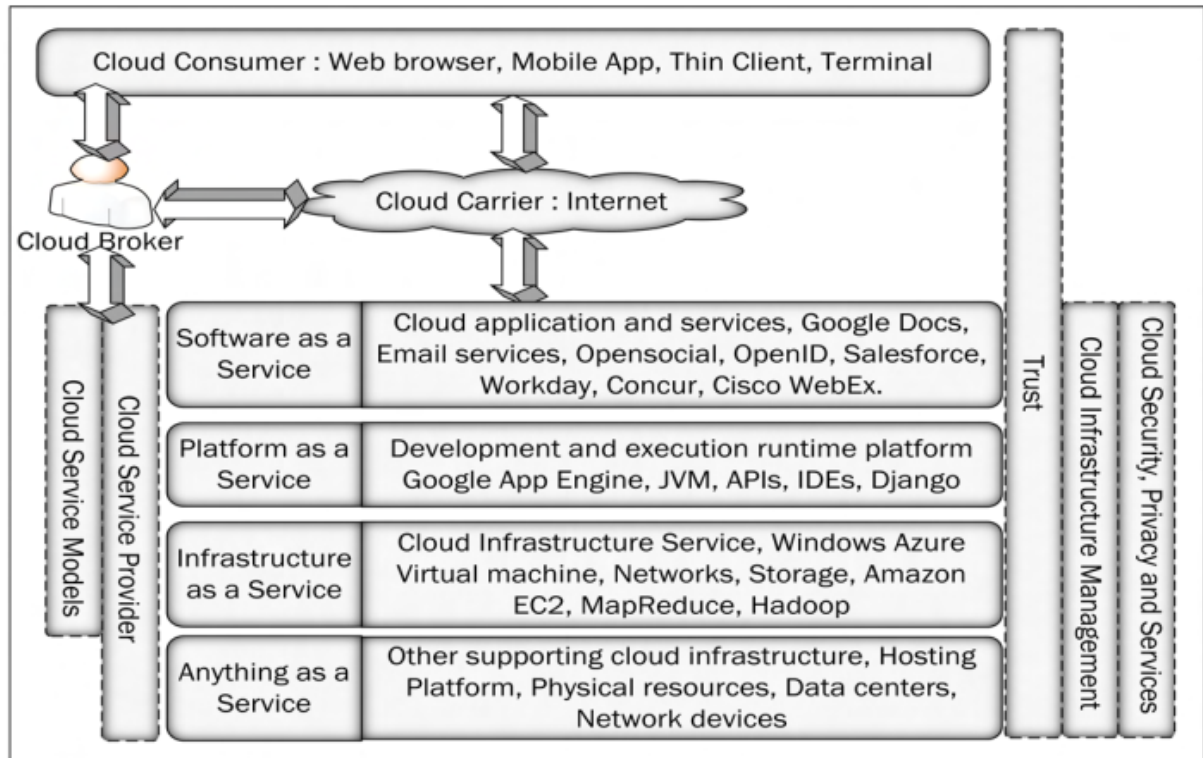 Cloud Consumer : Web browser, Mobile App, Thin Client, Terminal
Cloud Broker
Cloud Carrier : Internet
Cloud Service Models
Cloud Service Provider
Software as a
Service
Cloud application and services, Google Docs,
Email services, Opensocial, OpenID, Salesforce,
Workday, Concur, Cisco WebEx.
Platform as a
Service
Development and execution runtime platform
Google App Engine, JVM, APIs, IDEs, Django
Infrastructure
as a Service
Cloud Infrastructure Service, Windows Azure
Virtual machine, Networks, Storage, Amazon
EC2, MapReduce, Hadoop
Anything as a
Service
Other supporting cloud infrastructure, Hosting
Platform, Physical resources, Data centers,
Network devices
Trust
Cloud Infrastructure Management
Cloud Security, Privacy and Services